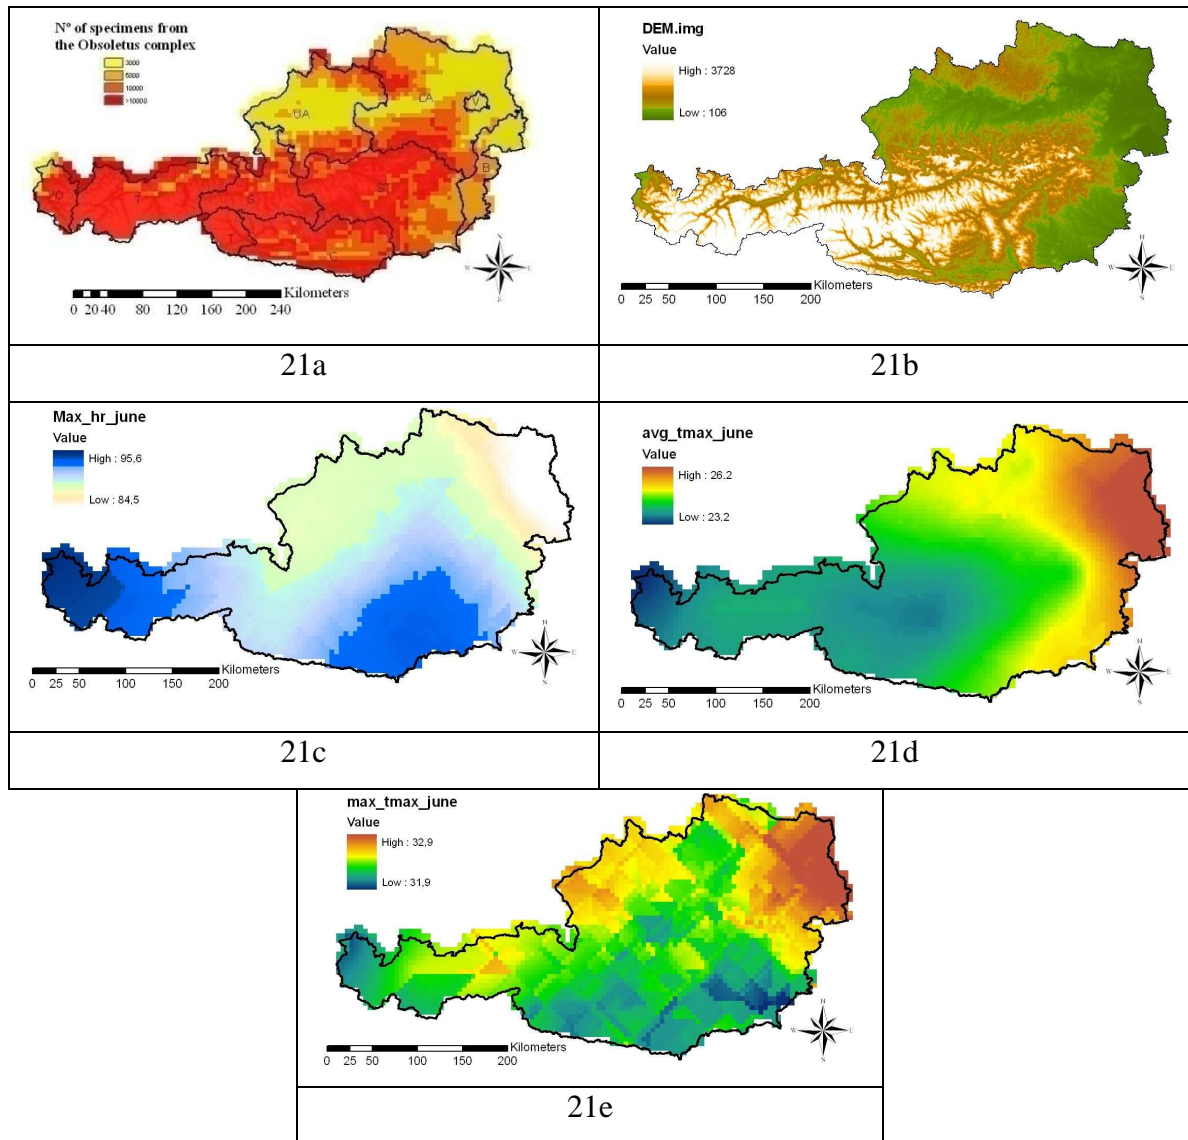 Nº of specimens from
the Obsoletus complex
3000
5000
10000
>10000
UA
LA
V
B
VO
T
S
ST
T
C
N
W
E
S
Kilometers
0 20 40 80 120 160 200 240
21a
DEM.img
Value
High : 3728
Low : 106
N
W
E
S
Kilometers
0 25 50 100 150 200
21b
Max_hr_june
Value
High : 95,6
Low : 84,5
N
W
E
S
Kilometers
0 25 50 100 150 200
21c
avg_tmax_june
Value
High : 26.2
Low : 23.2
N
W
E
S
Kilometers
0 25 50 100 150 200
21d
max_tmax_june
Value
High : 32,9
Low : 31,9
N
W
E
S
Kilometers
0 25 50 100 150 200
21e